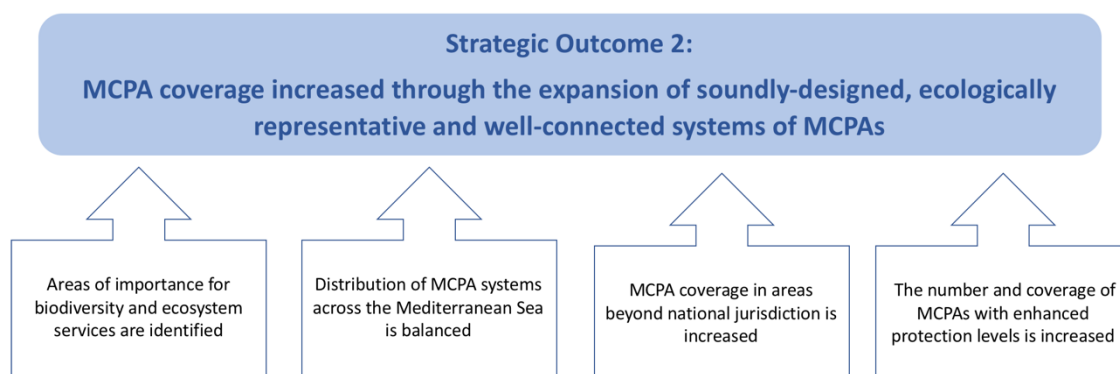 Strategic Outcome 2:
MCPA coverage increased through the expansion of soundly-designed, ecologically
representative and well-connected systems of MCPAs
Areas of importance for
biodiversity and ecosystem
services are identified
Distribution of MCPA systems
across the Mediterranean Sea
is balanced
MCPA coverage in areas
beyond national jurisdiction is
increased
The number and coverage of
MCPAs with enhanced
protection levels is increased